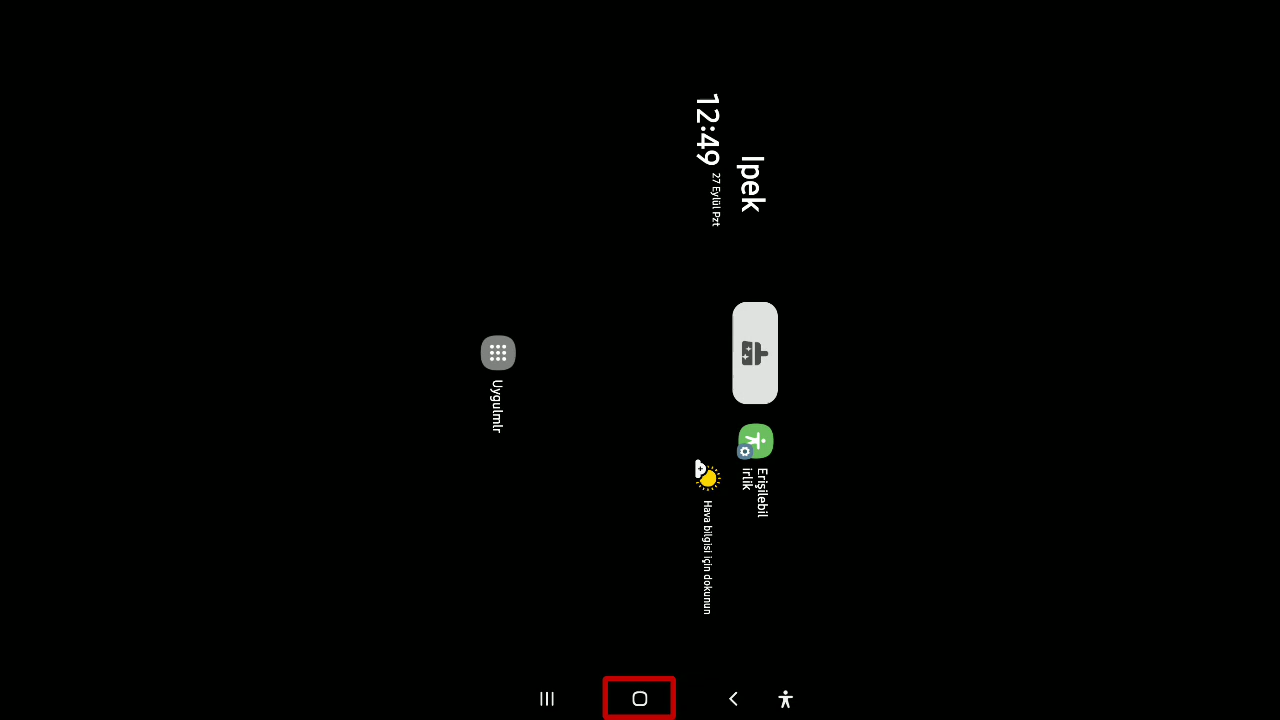 Ipek
12:49
27 Eylül Pzt
Erişilebil
irlik
Hava bilgisi için dokunun
Uygulmlr